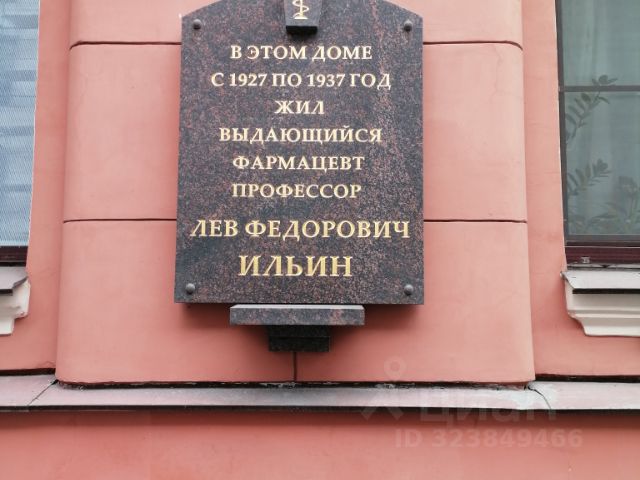 В ЭТОМ ДОМЕ
С 1927 ПО 1937 ГОД
ЖИЛ
ВЫДАЮЩИЙСЯ
ФАРМАЦЕВТ
ПРОФЕССОР
ЛЕВ ФЕДОРОВИЧ
ИЛЬИН
ЦИАН
ID 323849466